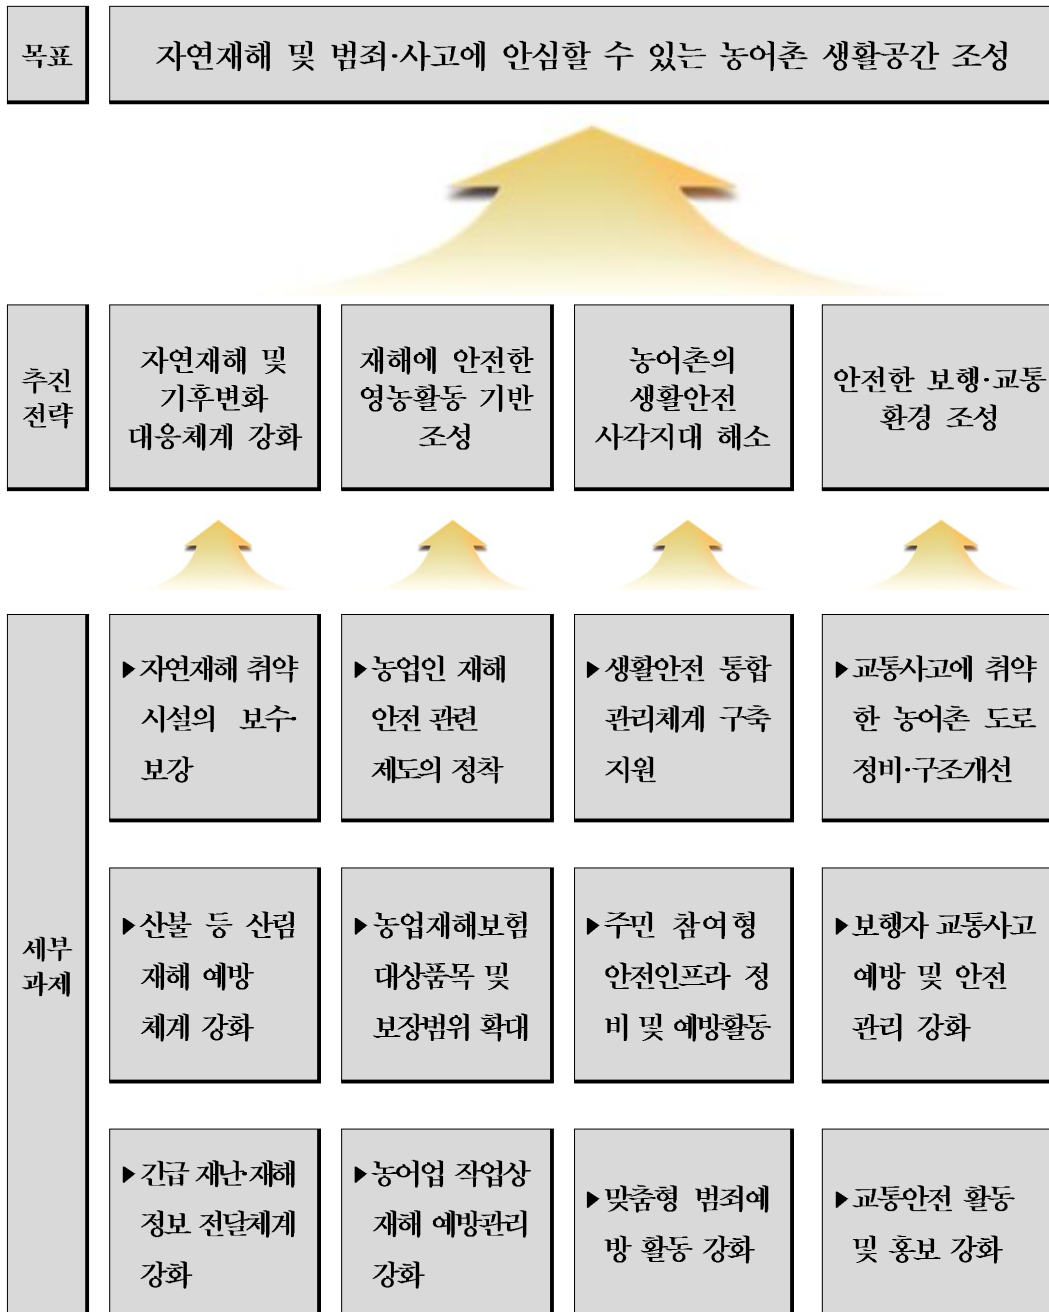 목표
자연재해 및 범죄·사고에 안심할 수 있는 농어촌 생활공간 조성
추진
전략
자연재해 및
기후변화
대응체계 강화
재해에 안전한
영농활동 기반
조성
농어촌의
생활안전
사각지대 해소
안전한 보행·교통
환경 조성
세부
과제
▶자연재해 취약
시설의 보수·
보강
▶농업인 재해
안전 관련
제도의 정착
▶생활안전 통합
관리체계 구축
지원
▶교통사고에 취약
한 농어촌 도로
정비·구조개선
▶산불 등 산림
재해 예방
체계 강화
▶농업재해보험
대상품목 및
보장범위 확대
▶주민 참여형
안전인프라 정
비 및 예방활동
▶보행자 교통사고
예방 및 안전
관리 강화
▶긴급 재난·재해
정보 전달체계
강화
▶농어업 작업상
재해 예방관리
강화
▶맞춤형 범죄예
방 활동 강화
▶교통안전 활동
및 홍보 강화